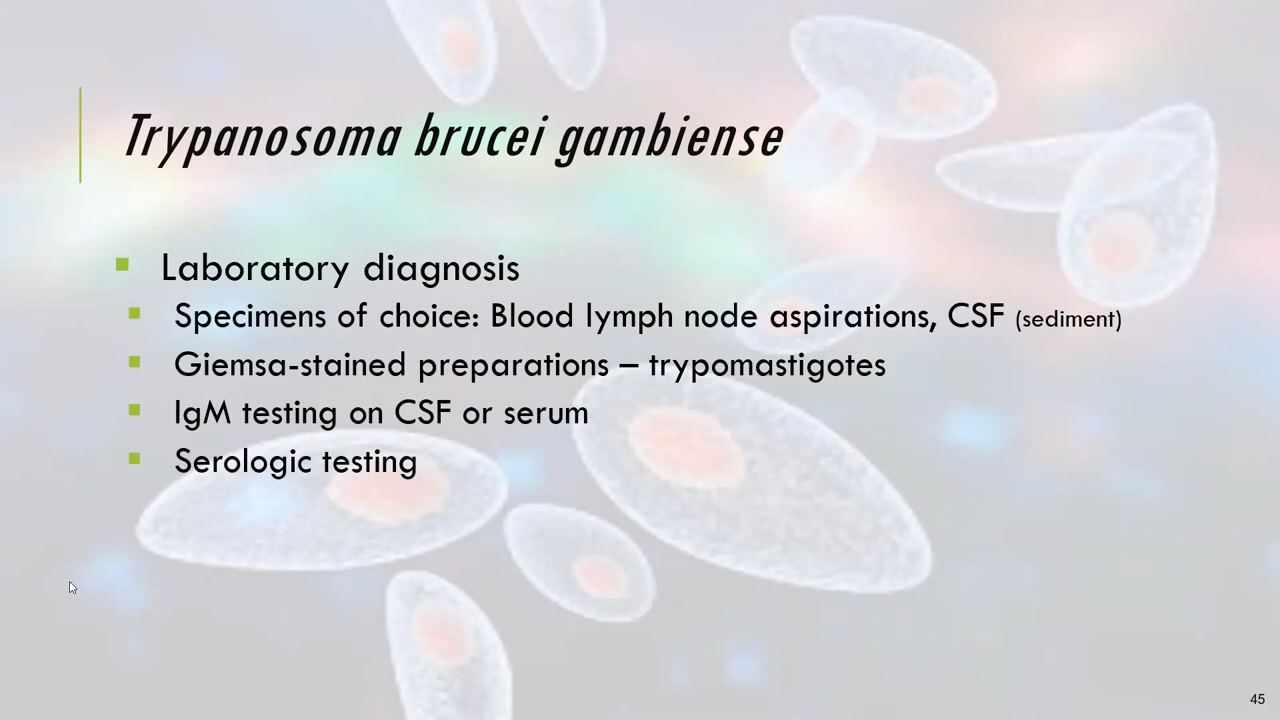 Trypanosoma brucei gambiense
Laboratory diagnosis
Specimens of choice: Blood lymph node aspirations, CSF (sediment)
Giemsa-stained preparations – trypomastigotes
IgM testing on CSF or serum
Serologic testing
45